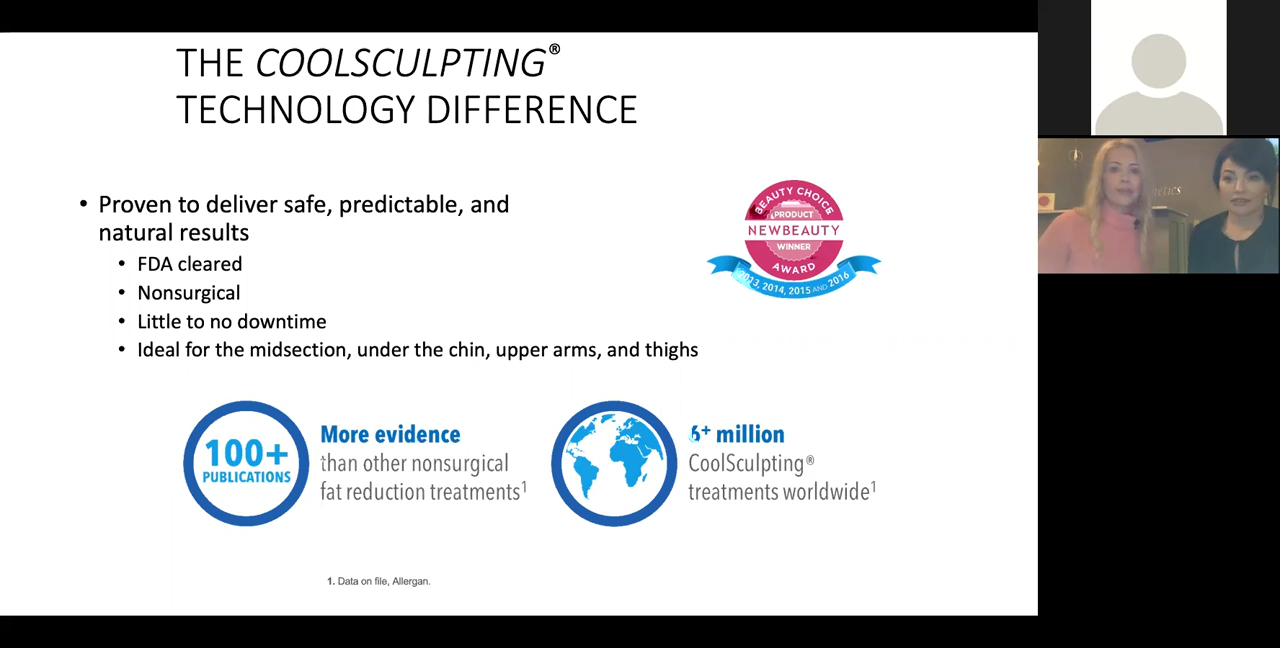 THE COOLSCULPTING®
TECHNOLOGY DIFFERENCE
• Proven to deliver safe, predictable, and
natural results
• FDA cleared
• Nonsurgical
• Little to no downtime
• Ideal for the midsection, under the chin, upper arms, and thighs
BEAUTY CHOICE
PRODUCT
NEWBEAUTY
WINNER
AWARD
2013, 2014, 2015 AND 2016
100+
PUBLICATIONS
More evidence
than other nonsurgical
fat reduction treatments¹
6⁺ million
CoolSculpting®
treatments worldwide¹
1. Data on file, Allergan.